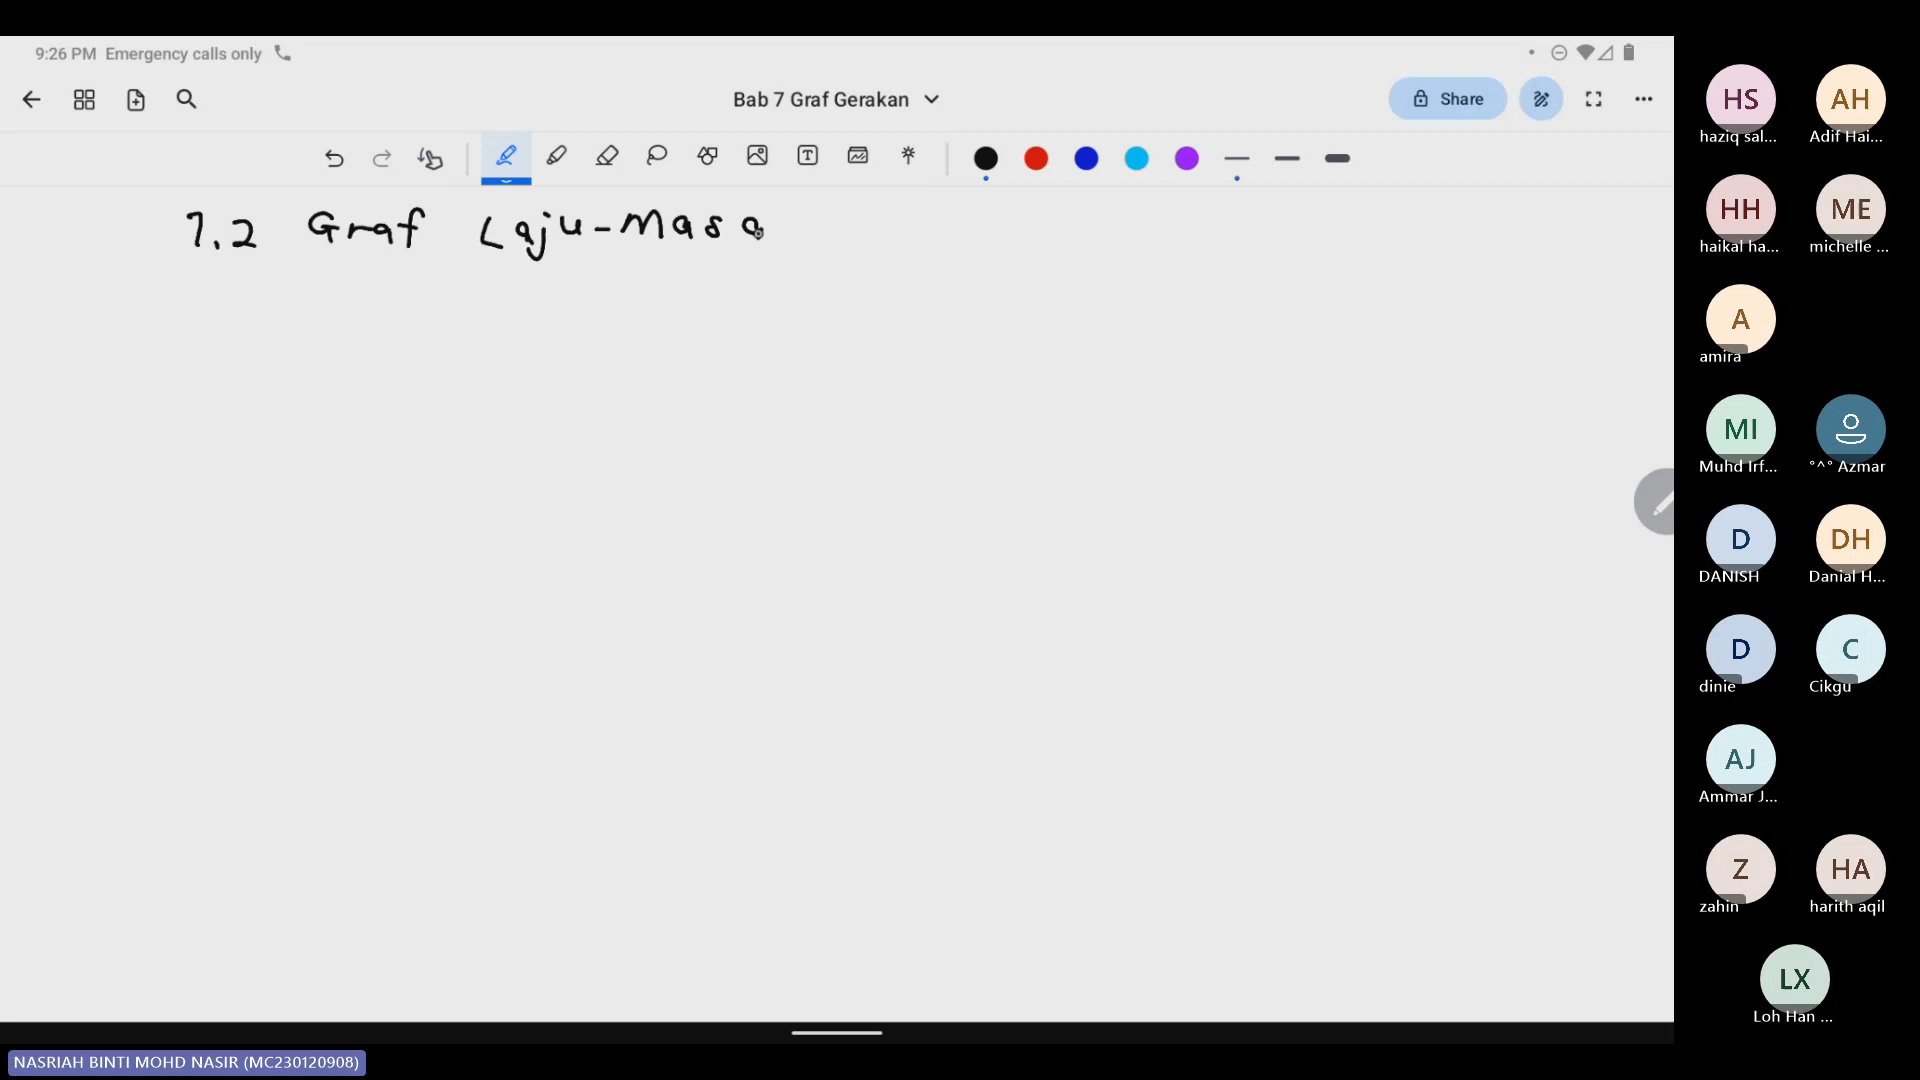 9:26 PM Emergency calls only
Bab 7 Graf Gerakan
Share
7.2 Graf Laju-Masa
HS
haziq sal...
AH
Adif Hai...
HH
haikal ha...
ME
michelle ...
A
amira
MI
Muhd Irf...
°^° Azmar
D
DANISH
DH
Danial H...
D
dinie
C
Cikgu
AJ
Ammar J...
Z
zahin
HA
harith aqil
LX
Loh Han ...
NASRIAH BINTI MOHD NASIR (MC230120908)